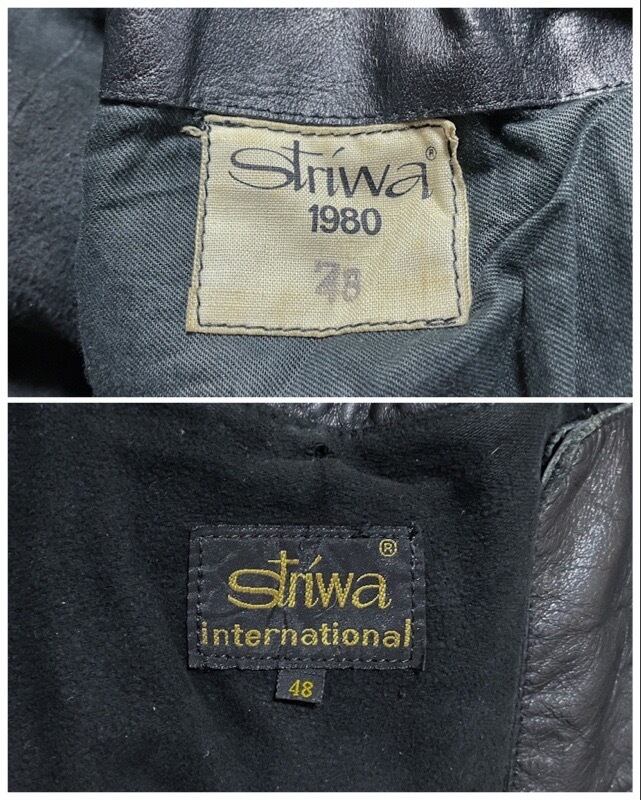 Striwa®
1980
48
®
Striwa
international
48